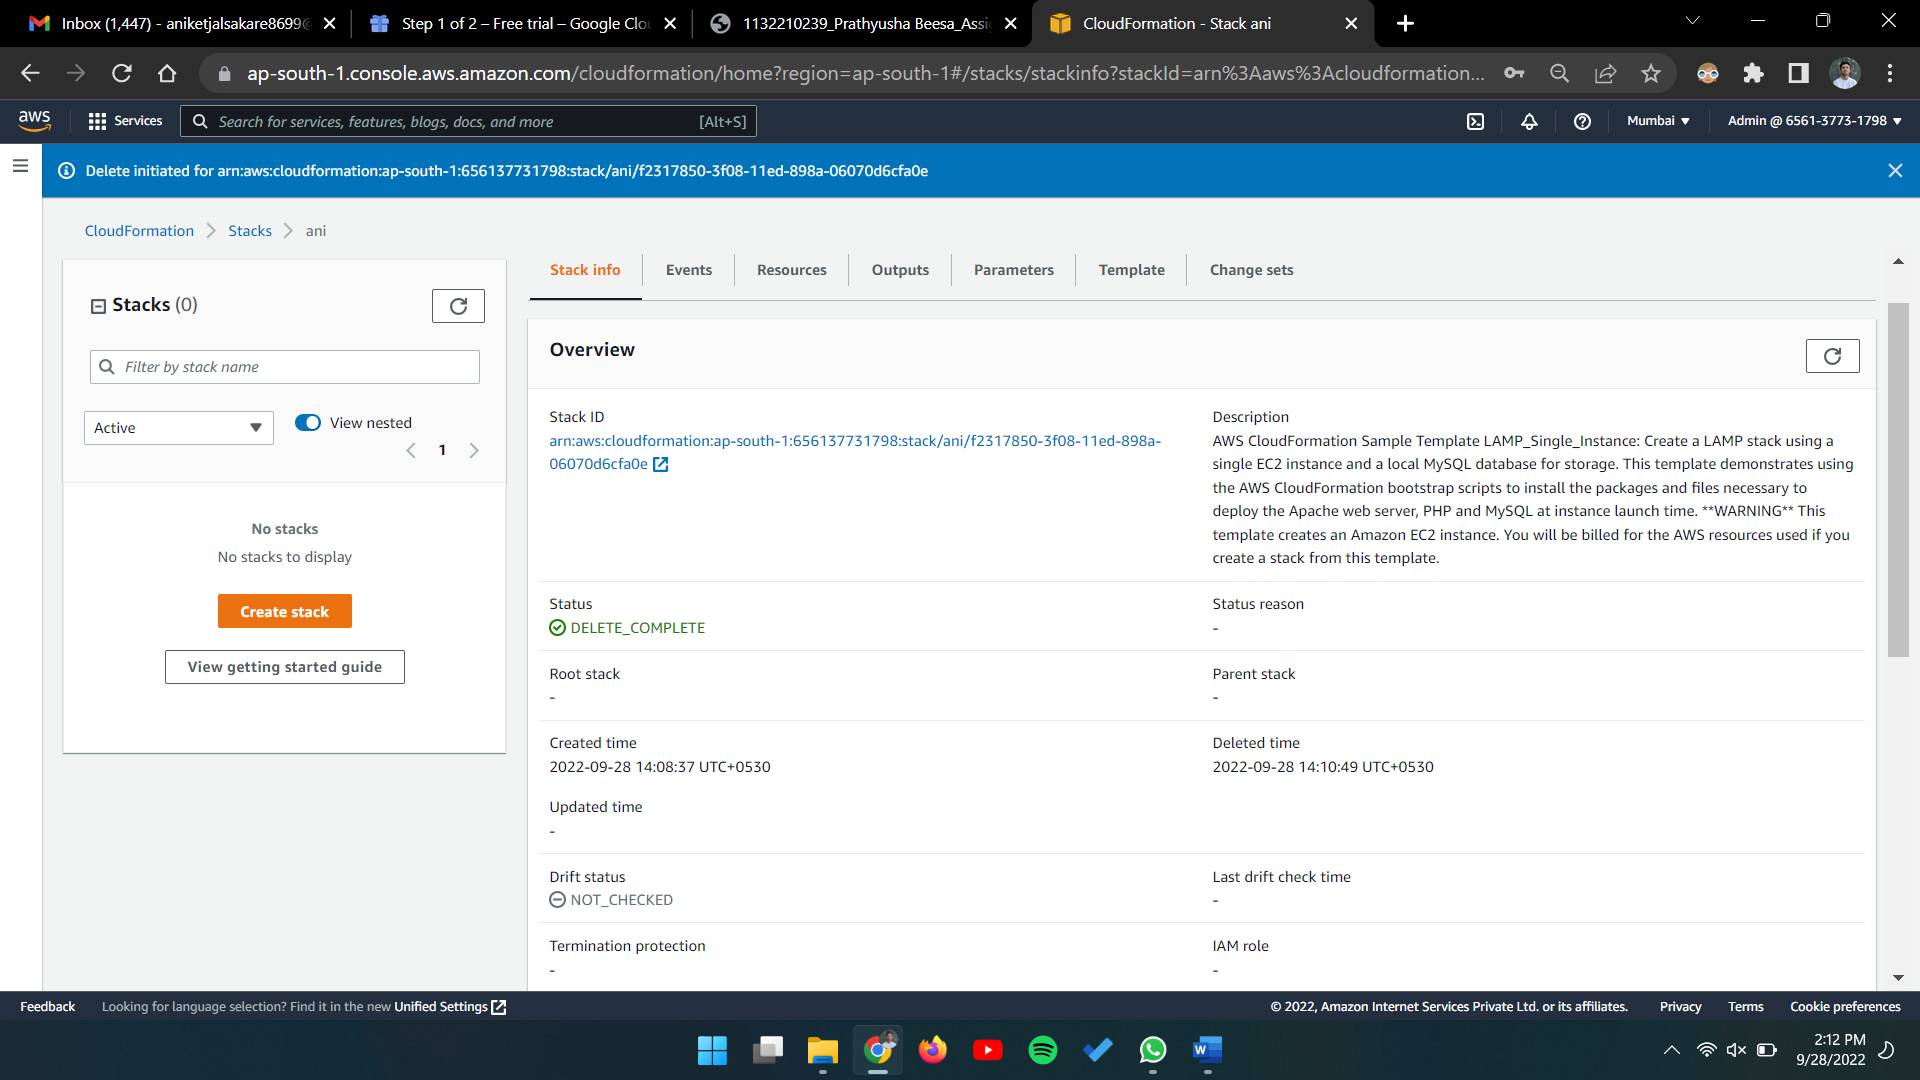 Inbox (1,447) - aniketjalsakare8699@
Step 1 of 2 – Free trial – Google Clo
1132210239_Prathyusha Beesa_Assi
CloudFormation - Stack ani
ap-south-1.console.aws.amazon.com/cloudformation/home?region=ap-south-1#/stacks/stackinfo?stackId=arn%3Aaws%3Acloudformation...
aws
Services
Search for services, features, blogs, docs, and more
[Alt+S]
Mumbai
Admin @ 6561-3773-1798
Delete initiated for arn:aws:cloudformation:ap-south-1:656137731798:stack/ani/f2317850-3f08-11ed-898a-06070d6cfa0e
CloudFormation
Stacks
ani
Stacks (0)
Filter by stack name
Active
View nested
1
No stacks
No stacks to display
Create stack
View getting started guide
Stack info
Events
Resources
Outputs
Parameters
Template
Change sets
Overview
Stack ID
arn:aws:cloudformation:ap-south-1:656137731798:stack/ani/f2317850-3f08-11ed-898a-
06070d6cfa0e
Description
AWS CloudFormation Sample Template LAMP_Single_Instance: Create a LAMP stack using a
single EC2 instance and a local MySQL database for storage. This template demonstrates using
the AWS CloudFormation bootstrap scripts to install the packages and files necessary to
deploy the Apache web server, PHP and MySQL at instance launch time. **WARNING** This
template creates an Amazon EC2 instance. You will be billed for the AWS resources used if you
create a stack from this template.
Status
DELETE_COMPLETE
Status reason
-
Root stack
-
Parent stack
-
Created time
2022-09-28 14:08:37 UTC+0530
Deleted time
2022-09-28 14:10:49 UTC+0530
Updated time
-
Drift status
NOT_CHECKED
Last drift check time
-
Termination protection
-
IAM role
-
Feedback
Looking for language selection? Find it in the new Unified Settings
© 2022, Amazon Internet Services Private Ltd. or its affiliates.
Privacy
Terms
Cookie preferences
2:12 PM
9/28/2022